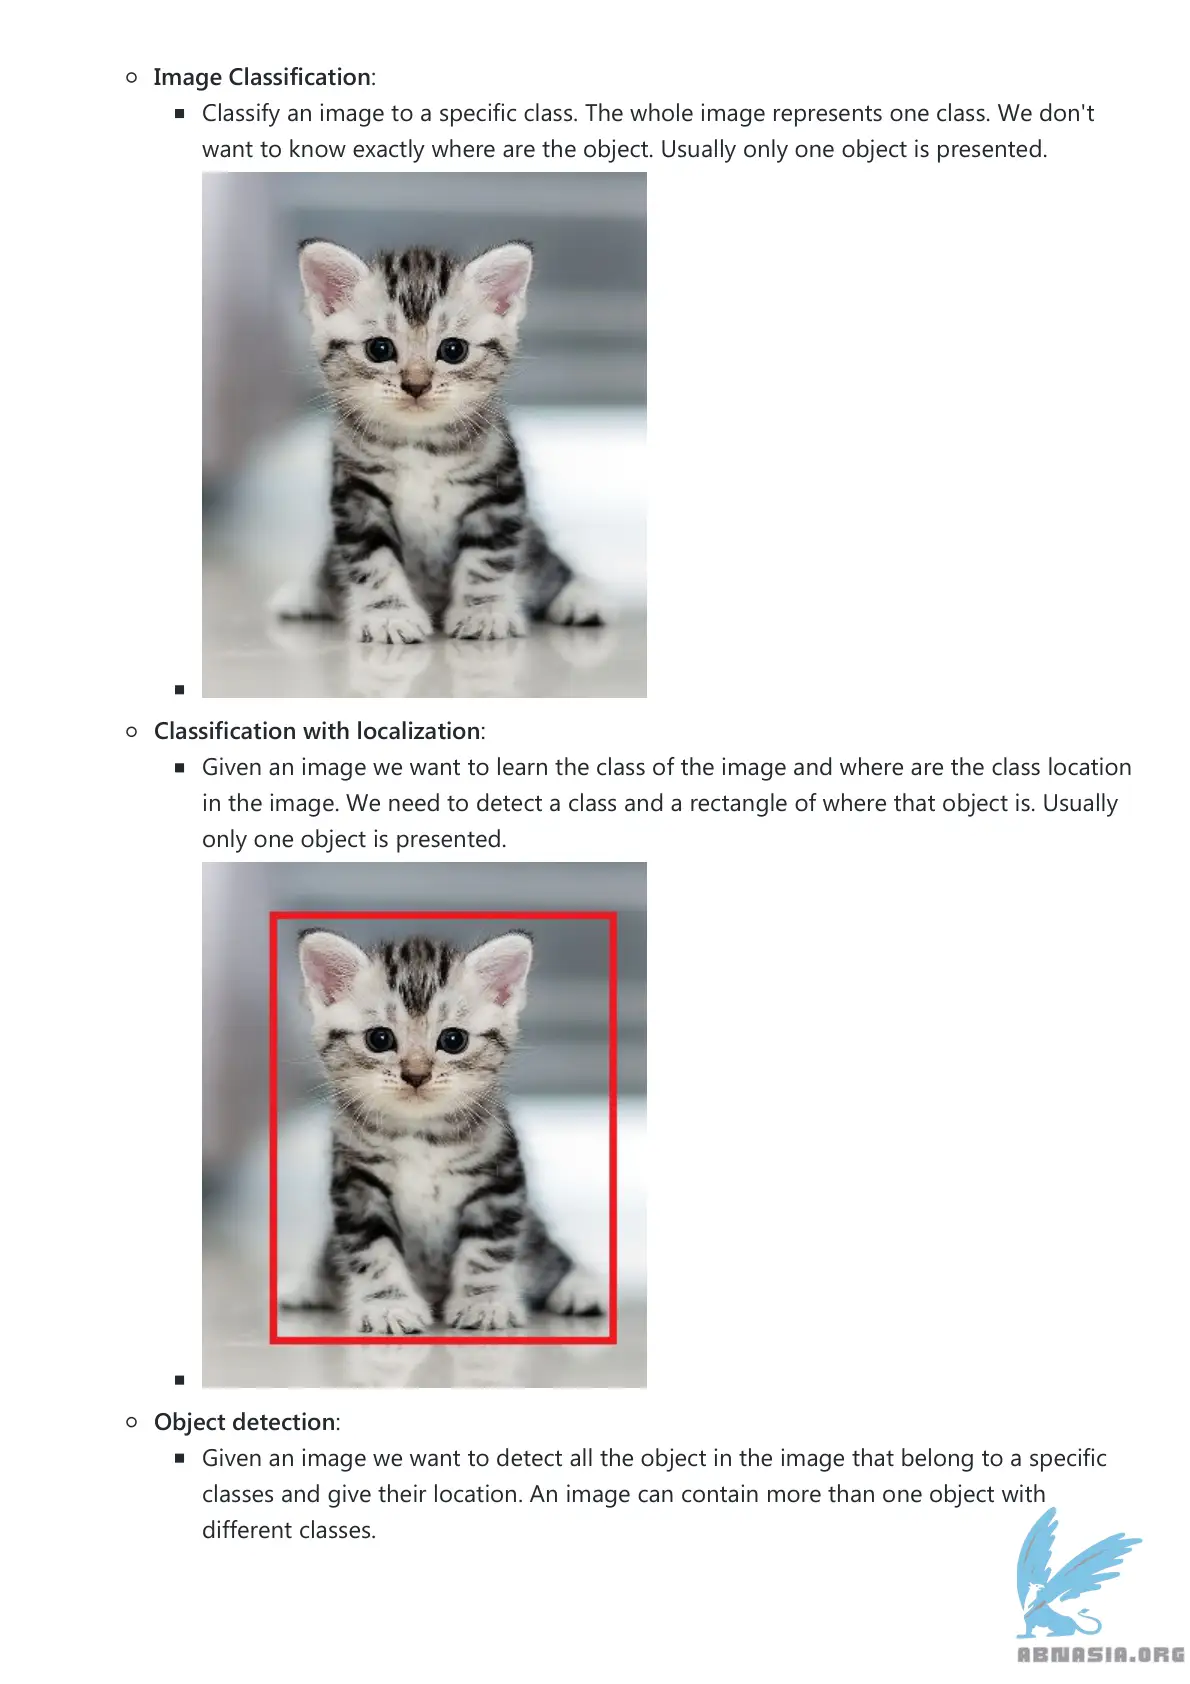 Image Classification:
Classify an image to a specific class. The whole image represents one class. We don't
want to know exactly where are the object. Usually only one object is presented.
Classification with localization:
Given an image we want to learn the class of the image and where are the class location
in the image. We need to detect a class and a rectangle of where that object is. Usually
only one object is presented.
Object detection:
Given an image we want to detect all the object in the image that belong to a specific
classes and give their location. An image can contain more than one object with
different classes.
ABNASIA.ORG